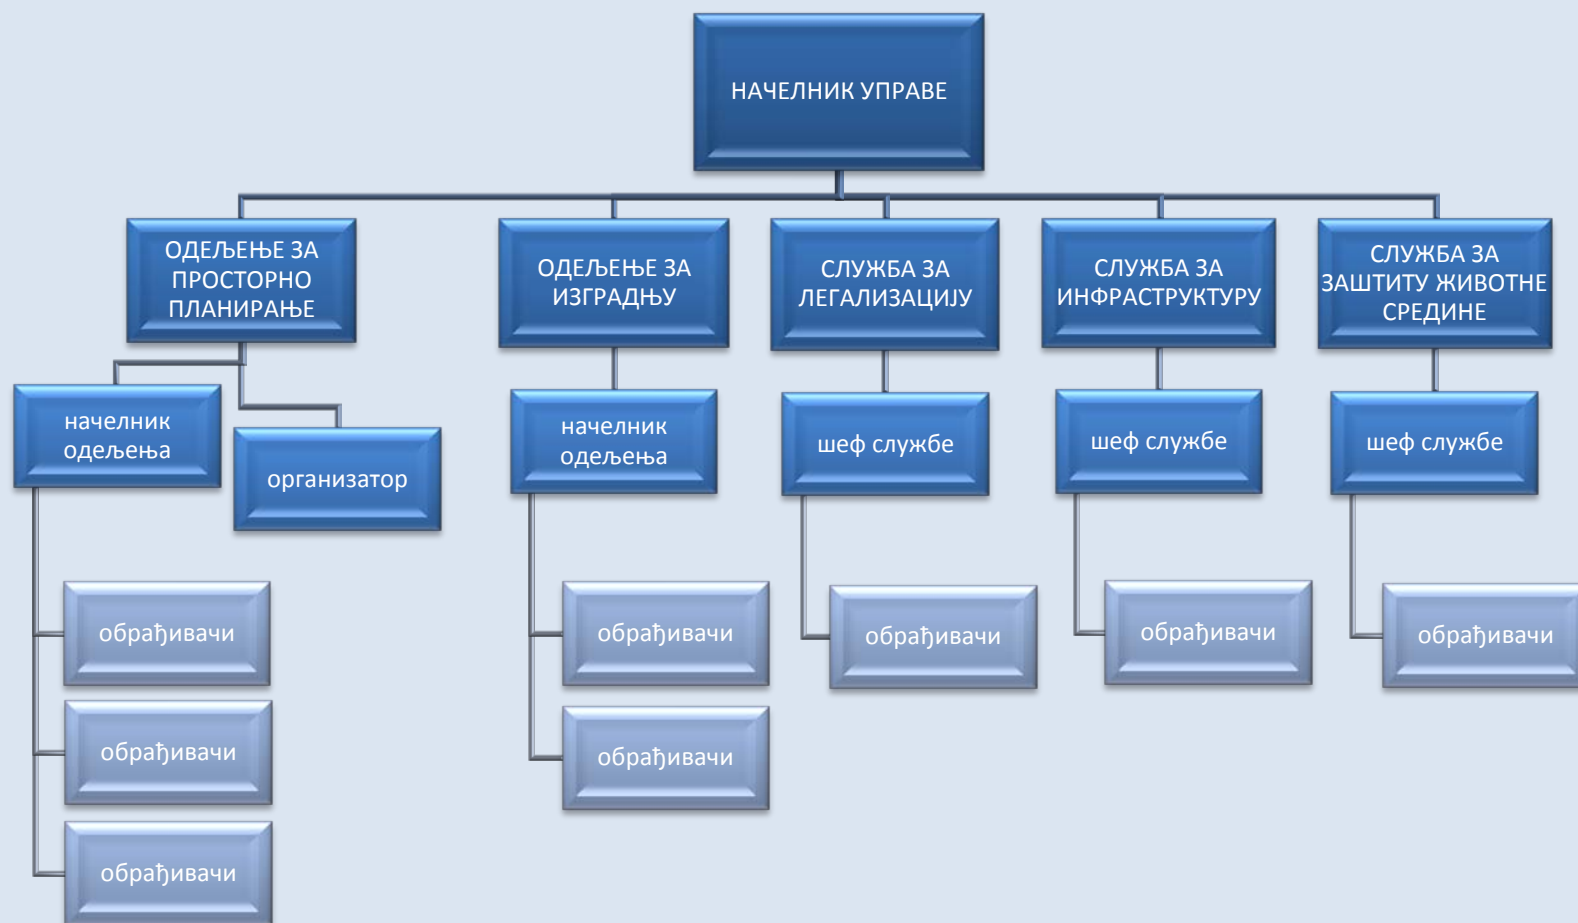 НАЧЕЛНИК УПРАВЕ
ОДЕЉЕЊЕ ЗА
ПРОСТОРНО
ПЛАНИРАЊЕ
ОДЕЉЕЊЕ ЗА
ИЗГРАДЊУ
СЛУЖБА ЗА
ЛЕГАЛИЗАЦИЈУ
СЛУЖБА ЗА
ИНФРАСТРУКТУРУ
СЛУЖБА ЗА
ЗАШТИТУ ЖИВОТНЕ
СРЕДИНЕ
начелник
одељења
организатор
начелник
одељења
шеф службе
шеф службе
шеф службе
обрађивачи
обрађивачи
обрађивачи
обрађивачи
обрађивачи
обрађивачи
обрађивачи
обрађивачи